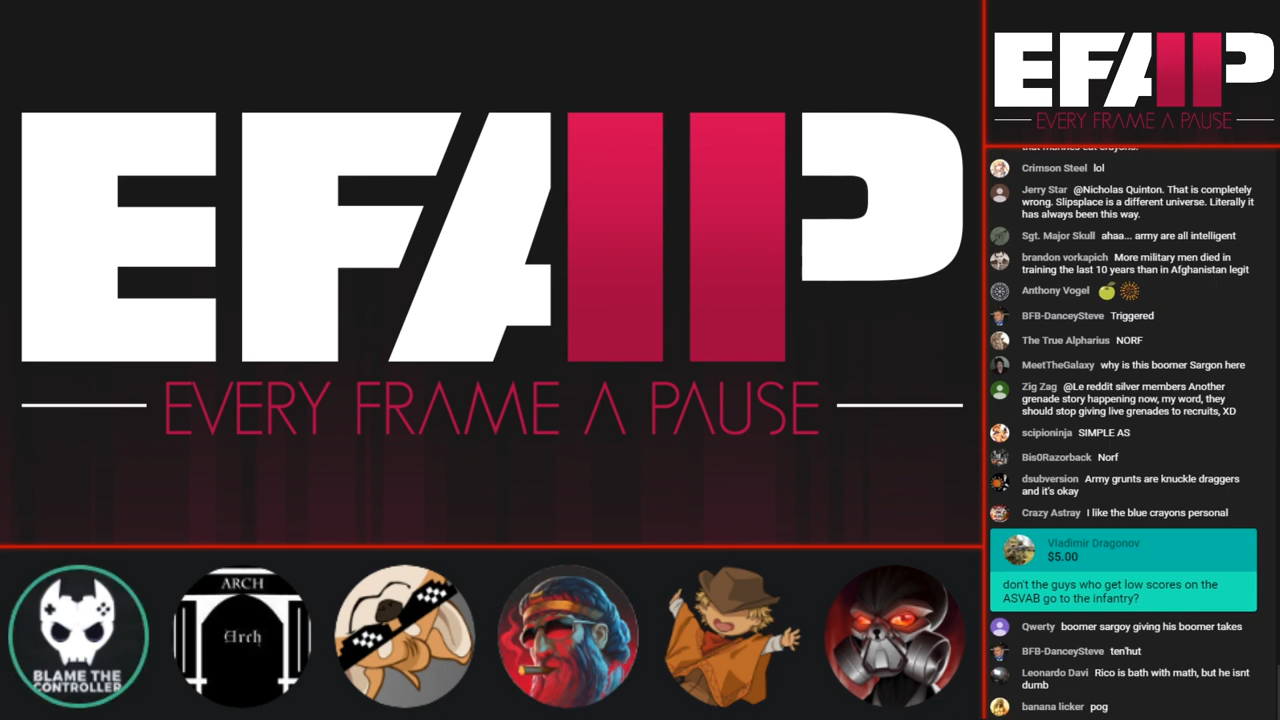 EFAP
EVERY FRAME A PAUSE
BLAME THE
CONTROLLER
ARCH
Arch
EFAP
EVERY FRAME A PAUSE
that marines eat crayons.
Crimson Steel lol
Jerry Star @Nicholas Quinton. That is completely
wrong. Slipsplace is a different universe. Literally it
has always been this way.
Sgt. Major Skull ahaa... army are all intelligent
brandon vorkapich More military men died in
training the last 10 years than in Afghanistan legit
Anthony Vogel
BFB-DanceySteve Triggered
The True Alpharius NORF
MeetTheGalaxy why is this boomer Sargon here
Zig Zag @Le reddit silver members Another
grenade story happening now, my word, they
should stop giving live grenades to recruits, XD
scipioninja SIMPLE AS
Bis0Razorback Norf
dsubversion Army grunts are knuckle draggers
and it's okay
Crazy Astray I like the blue crayons personal
Vladimir Dragonov
$5.00
don't the guys who get low scores on the
ASVAB go to the infantry?
Qwerty boomer sargoy giving his boomer takes
BFB-DanceySteve ten'hut
Leonardo Davi Rico is bath with math, but he isnt
dumb
banana licker pog